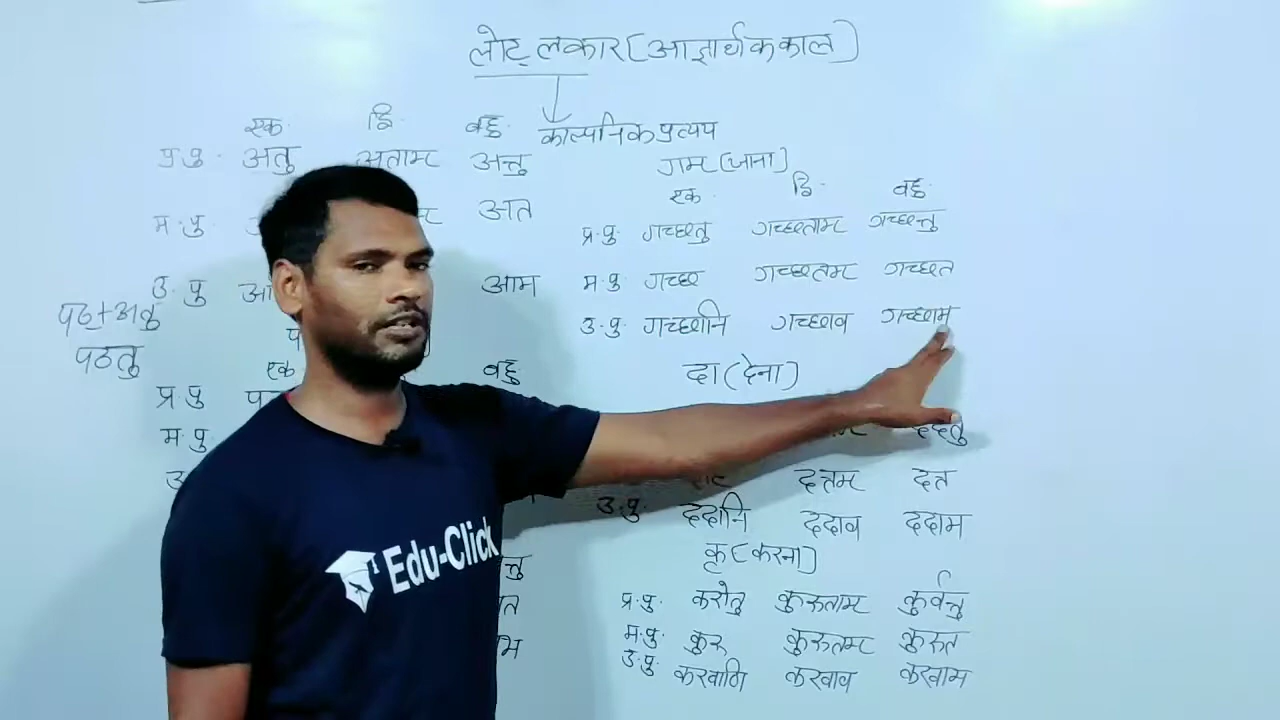 लोट् लकार (आज्ञार्थक काल)
काल्पनिक प्रत्यय
एक. द्वि. बहु.
प्र. पु. अतु अताम् अन्तु
म. पु. अत
उ. पु. आम
पठ्+अतु
पठतु
एक बहु
प्र. पु
म. पु
गम् (जाना)
एक. द्वि. बहु.
प्र. पु. गच्छतु गच्छताम् गच्छन्तु
म. पु. गच्छ गच्छतम् गच्छत
उ. पु. गच्छानि गच्छाव गच्छाम
दा (देना)
ददतु
दत्तम् दत्त
उ. पु. ददानि ददाव ददाम
कृ (करना)
प्र. पु. करोतु कुरुताम् कुर्वन्तु
म. पु. कुरु कुरुतम् कुरुत
उ. पु. करवाणि करवाव करवाम
Edu-Click